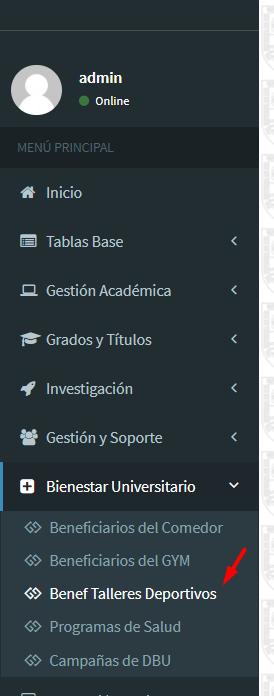 admin
Online
MENÚ PRINCIPAL
Inicio
Tablas Base
Gestión Académica
Grados y Títulos
Investigación
Gestión y Soporte
Bienestar Universitario
Beneficiarios del Comedor
Beneficiarios del GYM
Benef Talleres Deportivos
Programas de Salud
Campañas de DBU